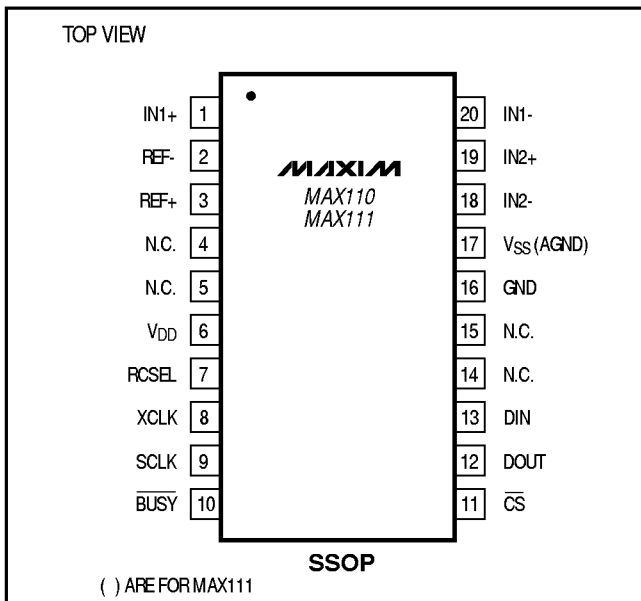 TOP VIEW
IN1+ 1
REF- 2
REF+ 3
N.C. 4
N.C. 5
VDD 6
RCSEL 7
XCLK 8
SCLK 9
B̅U̅S̅Y̅ 10
MAXIM
MAX110
MAX111
20 IN1-
19 IN2+
18 IN2-
17 VSS (AGND)
16 GND
15 N.C.
14 N.C.
13 DIN
12 DOUT
11 C̅S̅
SSOP
( ) ARE FOR MAX111